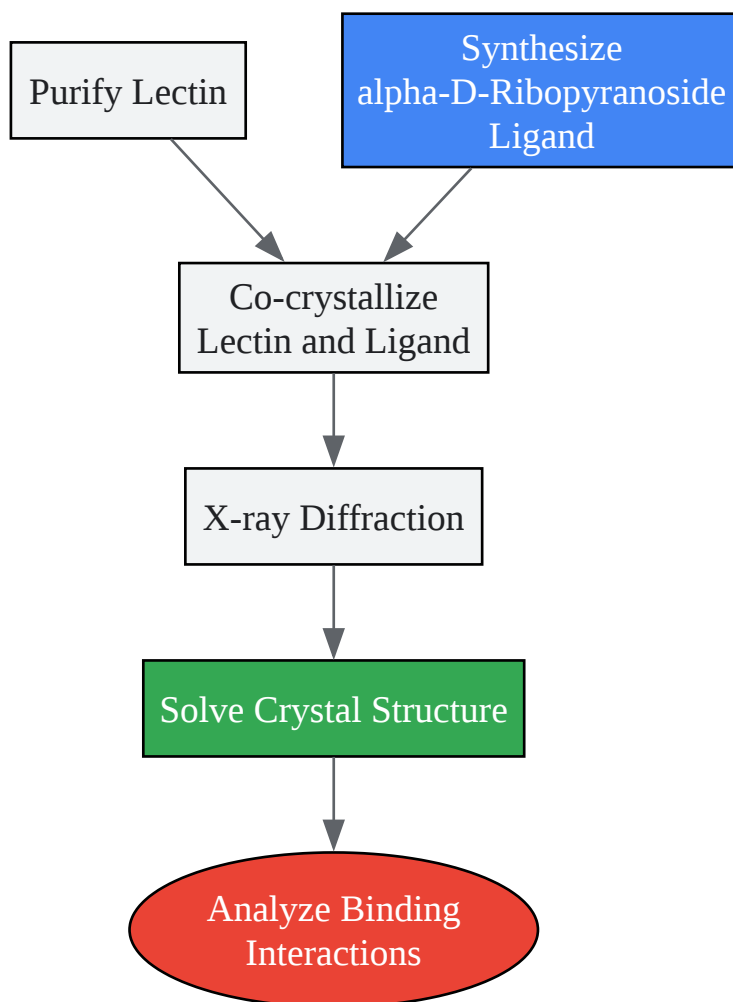 Purify Lectin
Synthesize
alpha-D-Ribopyranoside
Ligand
Co-crystallize
Lectin and Ligand
X-ray Diffraction
Solve Crystal Structure
Analyze Binding
Interactions